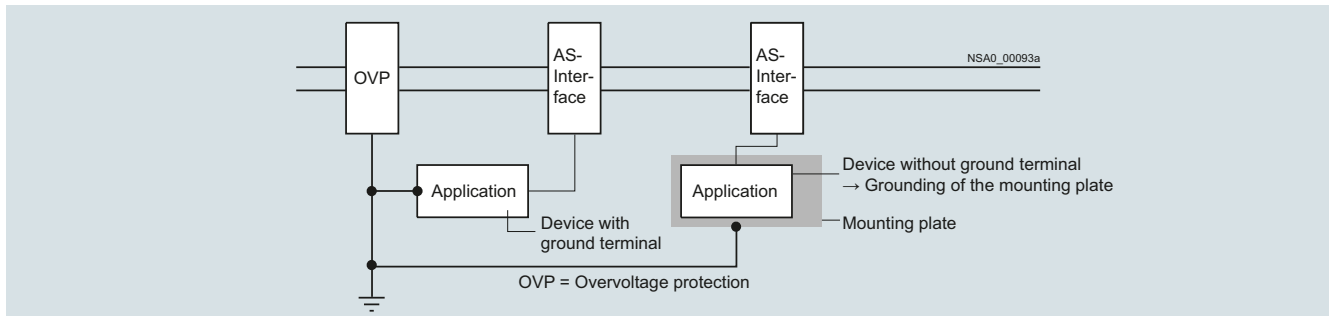 OVP
AS-
Inter-
face
AS-
Inter-
face
NSA0_00093a
Application
Device with
ground terminal
Application
Device without ground terminal
→ Grounding of the mounting plate
Mounting plate
OVP = Overvoltage protection